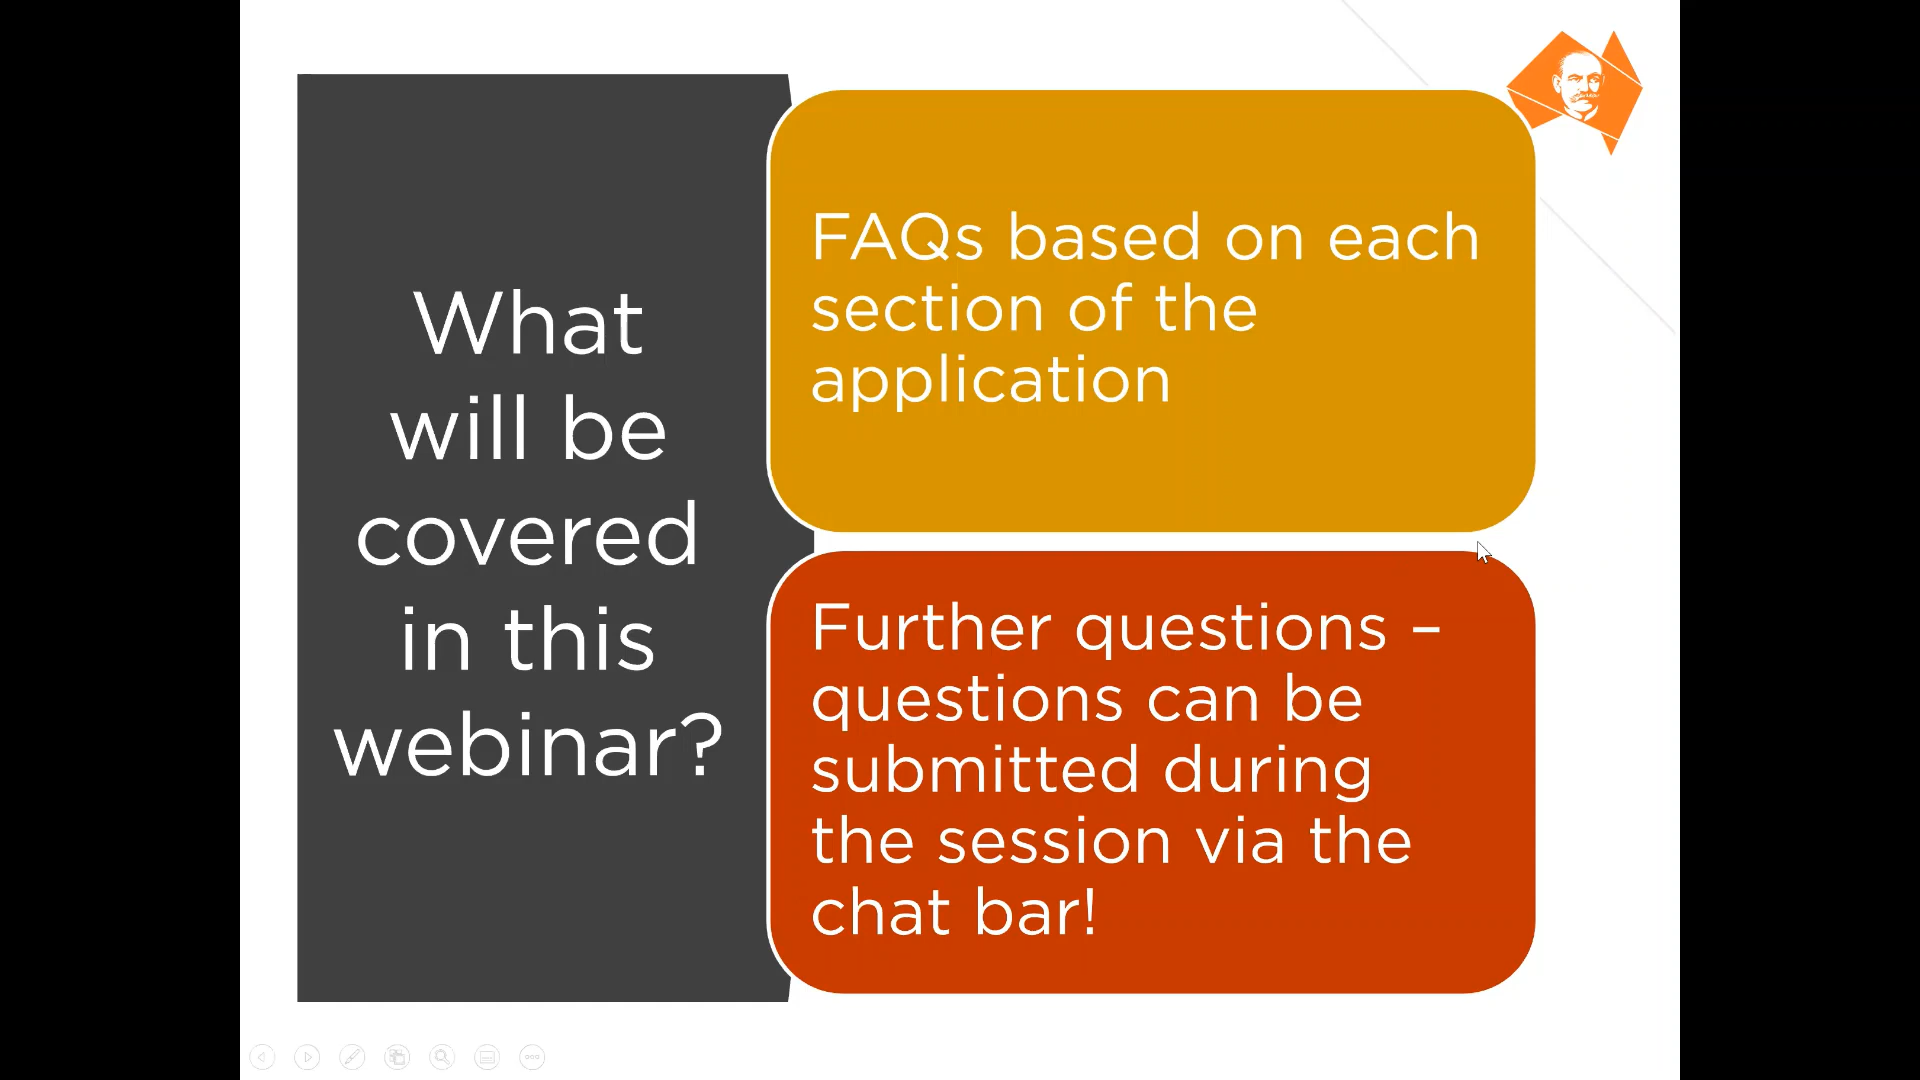 What
will be
covered
in this
webinar?
FAQs based on each
section of the
application
Further questions –
questions can be
submitted during
the session via the
chat bar!